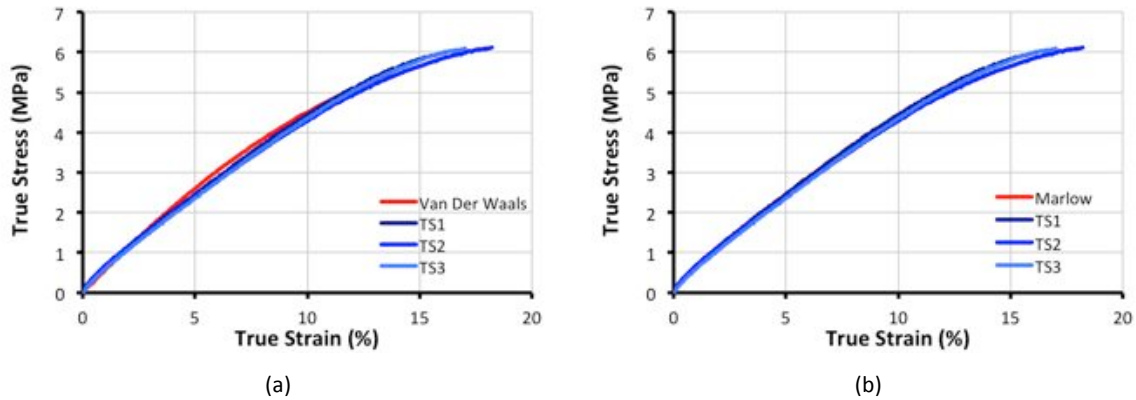 7
6
5
4
3
2
1
0
True Stress (MPa)
Van Der Waals
TS1
TS2
TS3
0 5 10 15 20
True Strain (%)
(a)
7
6
5
4
3
2
1
0
True Stress (MPa)
Marlow
TS1
TS2
TS3
0 5 10 15 20
True Strain (%)
(b)